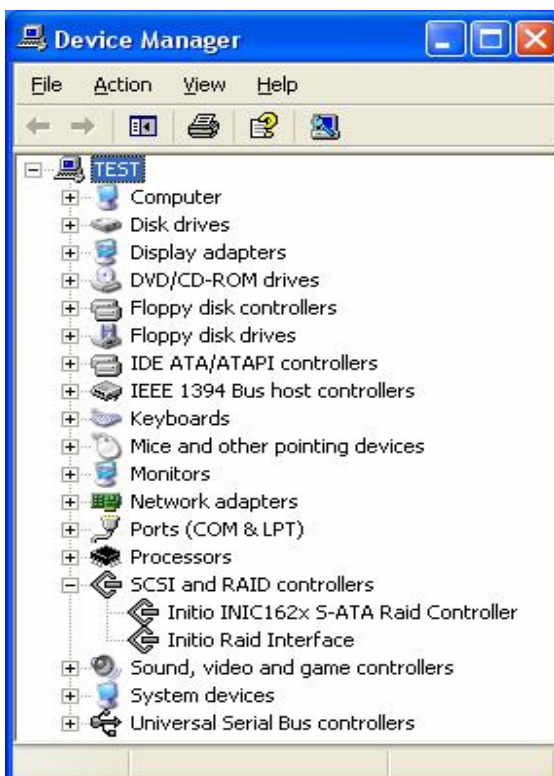 Device Manager
File Action View Help
TEST
Computer
Disk drives
Display adapters
DVD/CD-ROM drives
Floppy disk controllers
Floppy disk drives
IDE ATA/ATAPI controllers
IEEE 1394 Bus host controllers
Keyboards
Mice and other pointing devices
Monitors
Network adapters
Ports (COM & LPT)
Processors
SCSI and RAID controllers
Initio INIC162x S-ATA Raid Controller
Initio Raid Interface
Sound, video and game controllers
System devices
Universal Serial Bus controllers